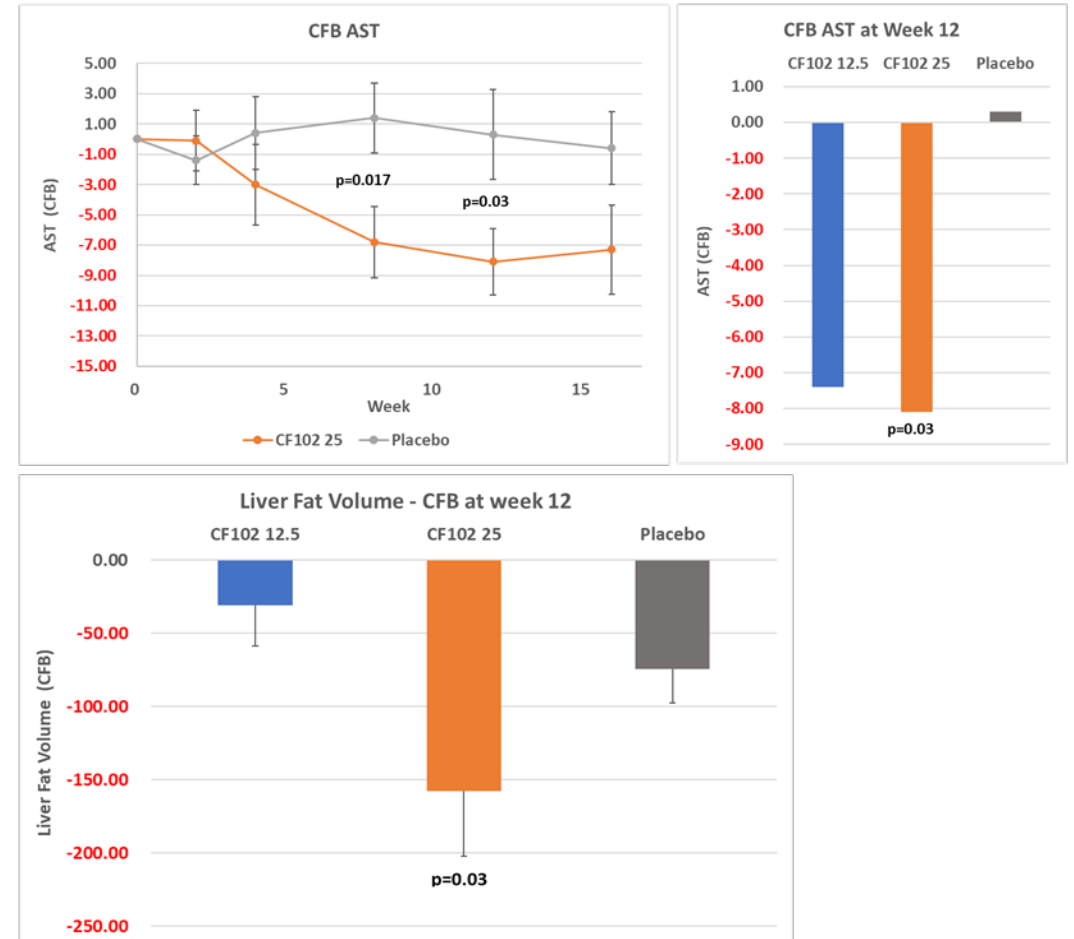 CFB AST
5.00
3.00
1.00
-1.00
-3.00
-5.00
-7.00
-9.00
-11.00
-13.00
-15.00
AST (CFB)
p=0.017
p=0.03
0 5 10 15
Week
CF102 25 Placebo
CFB AST at Week 12
CF102 12.5 CF102 25 Placebo
1.00
0.00
-1.00
-2.00
-3.00
-4.00
-5.00
-6.00
-7.00
-8.00
-9.00
AST (CFB)
p=0.03
Liver Fat Volume - CFB at week 12
CF102 12.5 CF102 25 Placebo
0.00
-50.00
-100.00
-150.00
-200.00
-250.00
Liver Fat Volume (CFB)
p=0.03